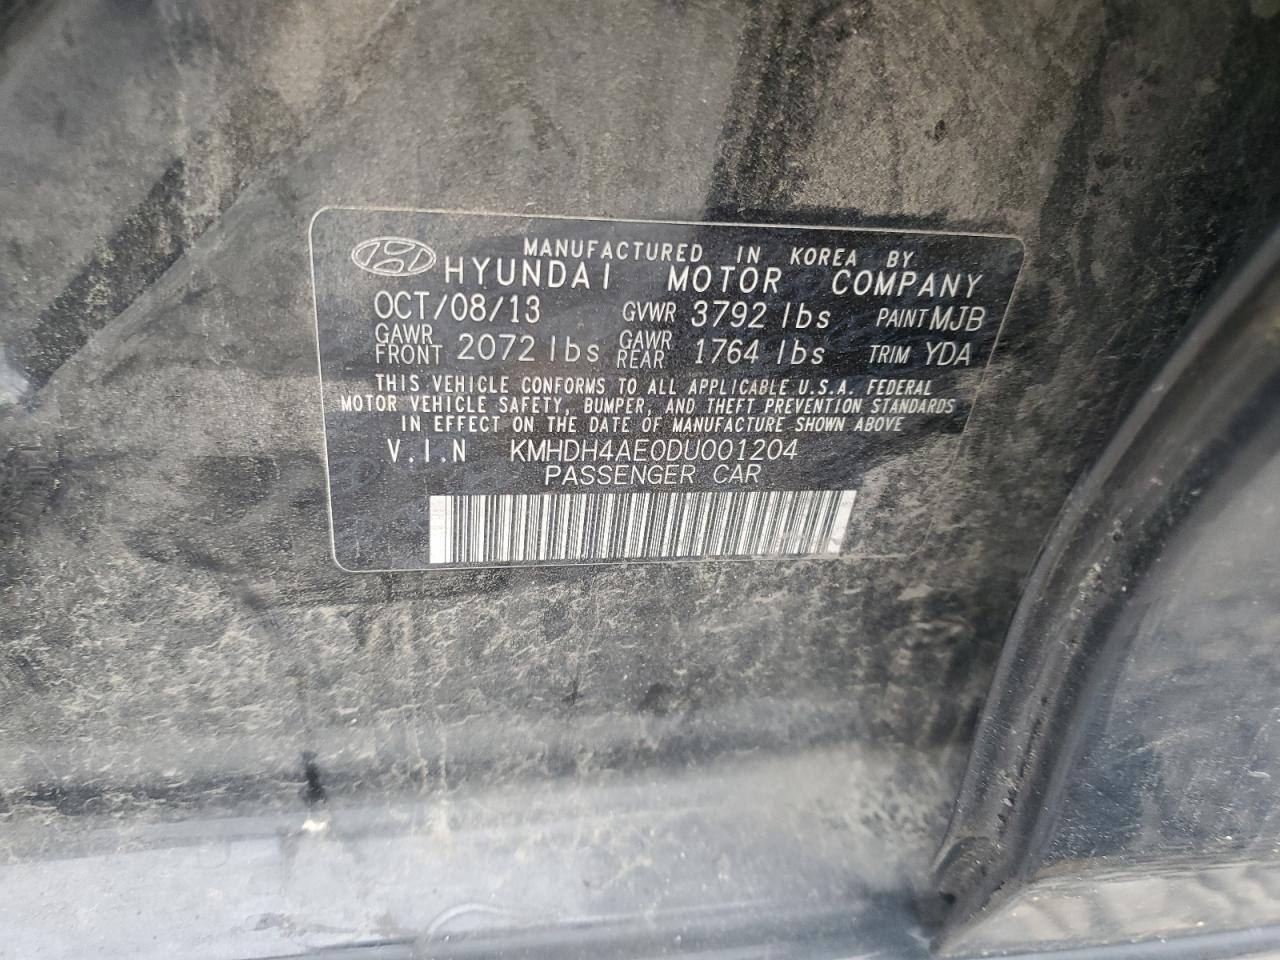 MANUFACTURED IN KOREA BY
HYUNDAI MOTOR COMPANY
OCT/08/13 GVWR 3792 lbs PAINT MJB
GAWR FRONT 2072 lbs GAWR REAR 1764 lbs TRIM YDA
THIS VEHICLE CONFORMS TO ALL APPLICABLE U.S.A. FEDERAL
MOTOR VEHICLE SAFETY, BUMPER, AND THEFT PREVENTION STANDARDS
IN EFFECT ON THE DATE OF MANUFACTURE SHOWN ABOVE
V.I.N KMHDH4AE0DU001204
PASSENGER CAR